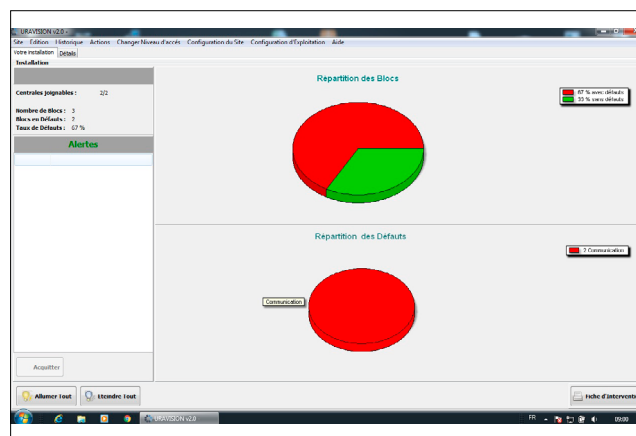 URAVISION v2.0 -
Site Edition Historique Actions Changer Niveau d'accés Configuration du Site Configuration d'Exploitation Aide
Votre Installation Détails
Installation
Centrales Joignables : 2/2
Nombre de Blocs : 3
Blocs en Défauts : 2
Taux de Défauts : 67 %
Alertes
Acquitter
Répartition des Blocs
67 % avec défauts
33 % sans défauts
Répartition des Défauts
2 Communication
Communication
Allumer Tout Eteindre Tout Fiche d'Interventi
URAVISION v2.0 FR 09:00